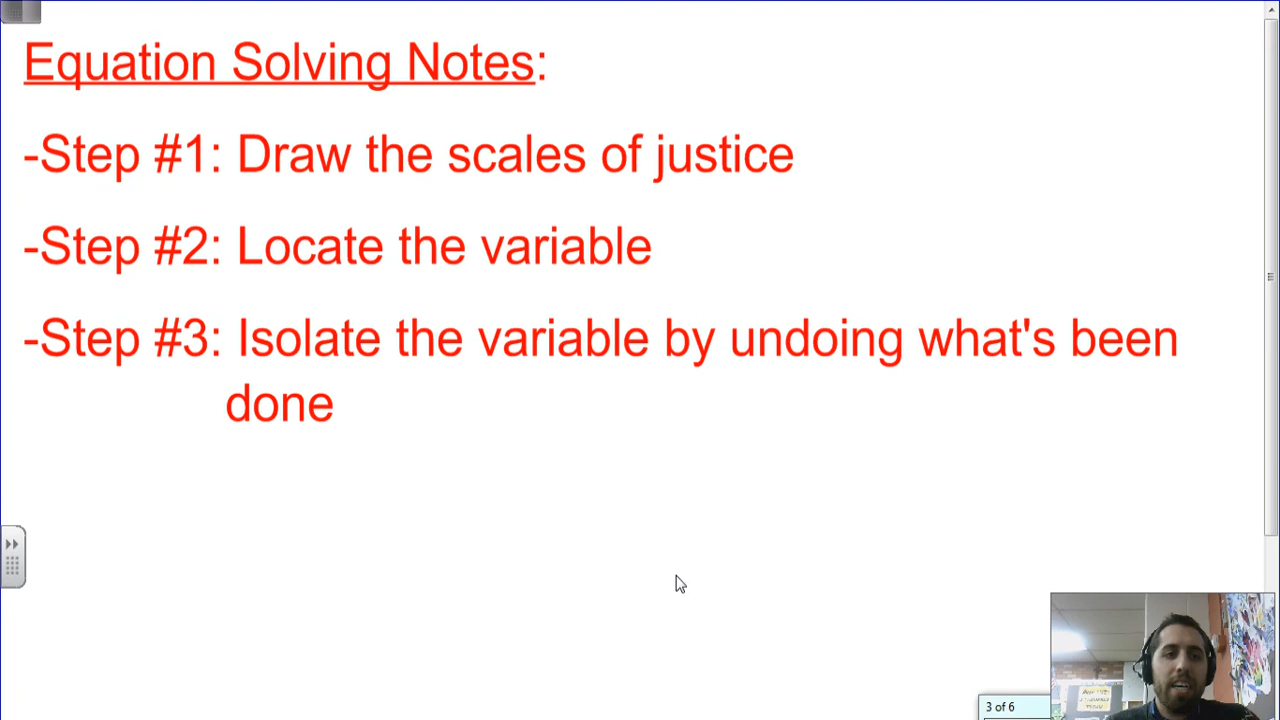 Equation Solving Notes:
-Step #1: Draw the scales of justice
-Step #2: Locate the variable
-Step #3: Isolate the variable by undoing what's been
done
3 of 6